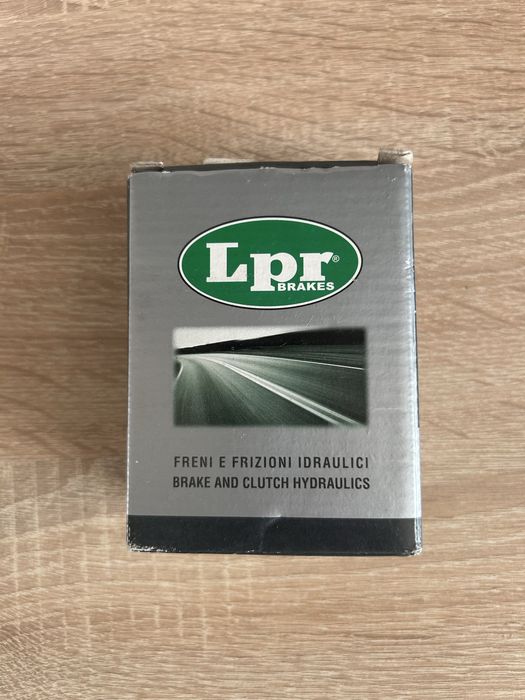 Lpr®
BRAKES
FRENI E FRIZIONI IDRAULICI
BRAKE AND CLUTCH HYDRAULICS